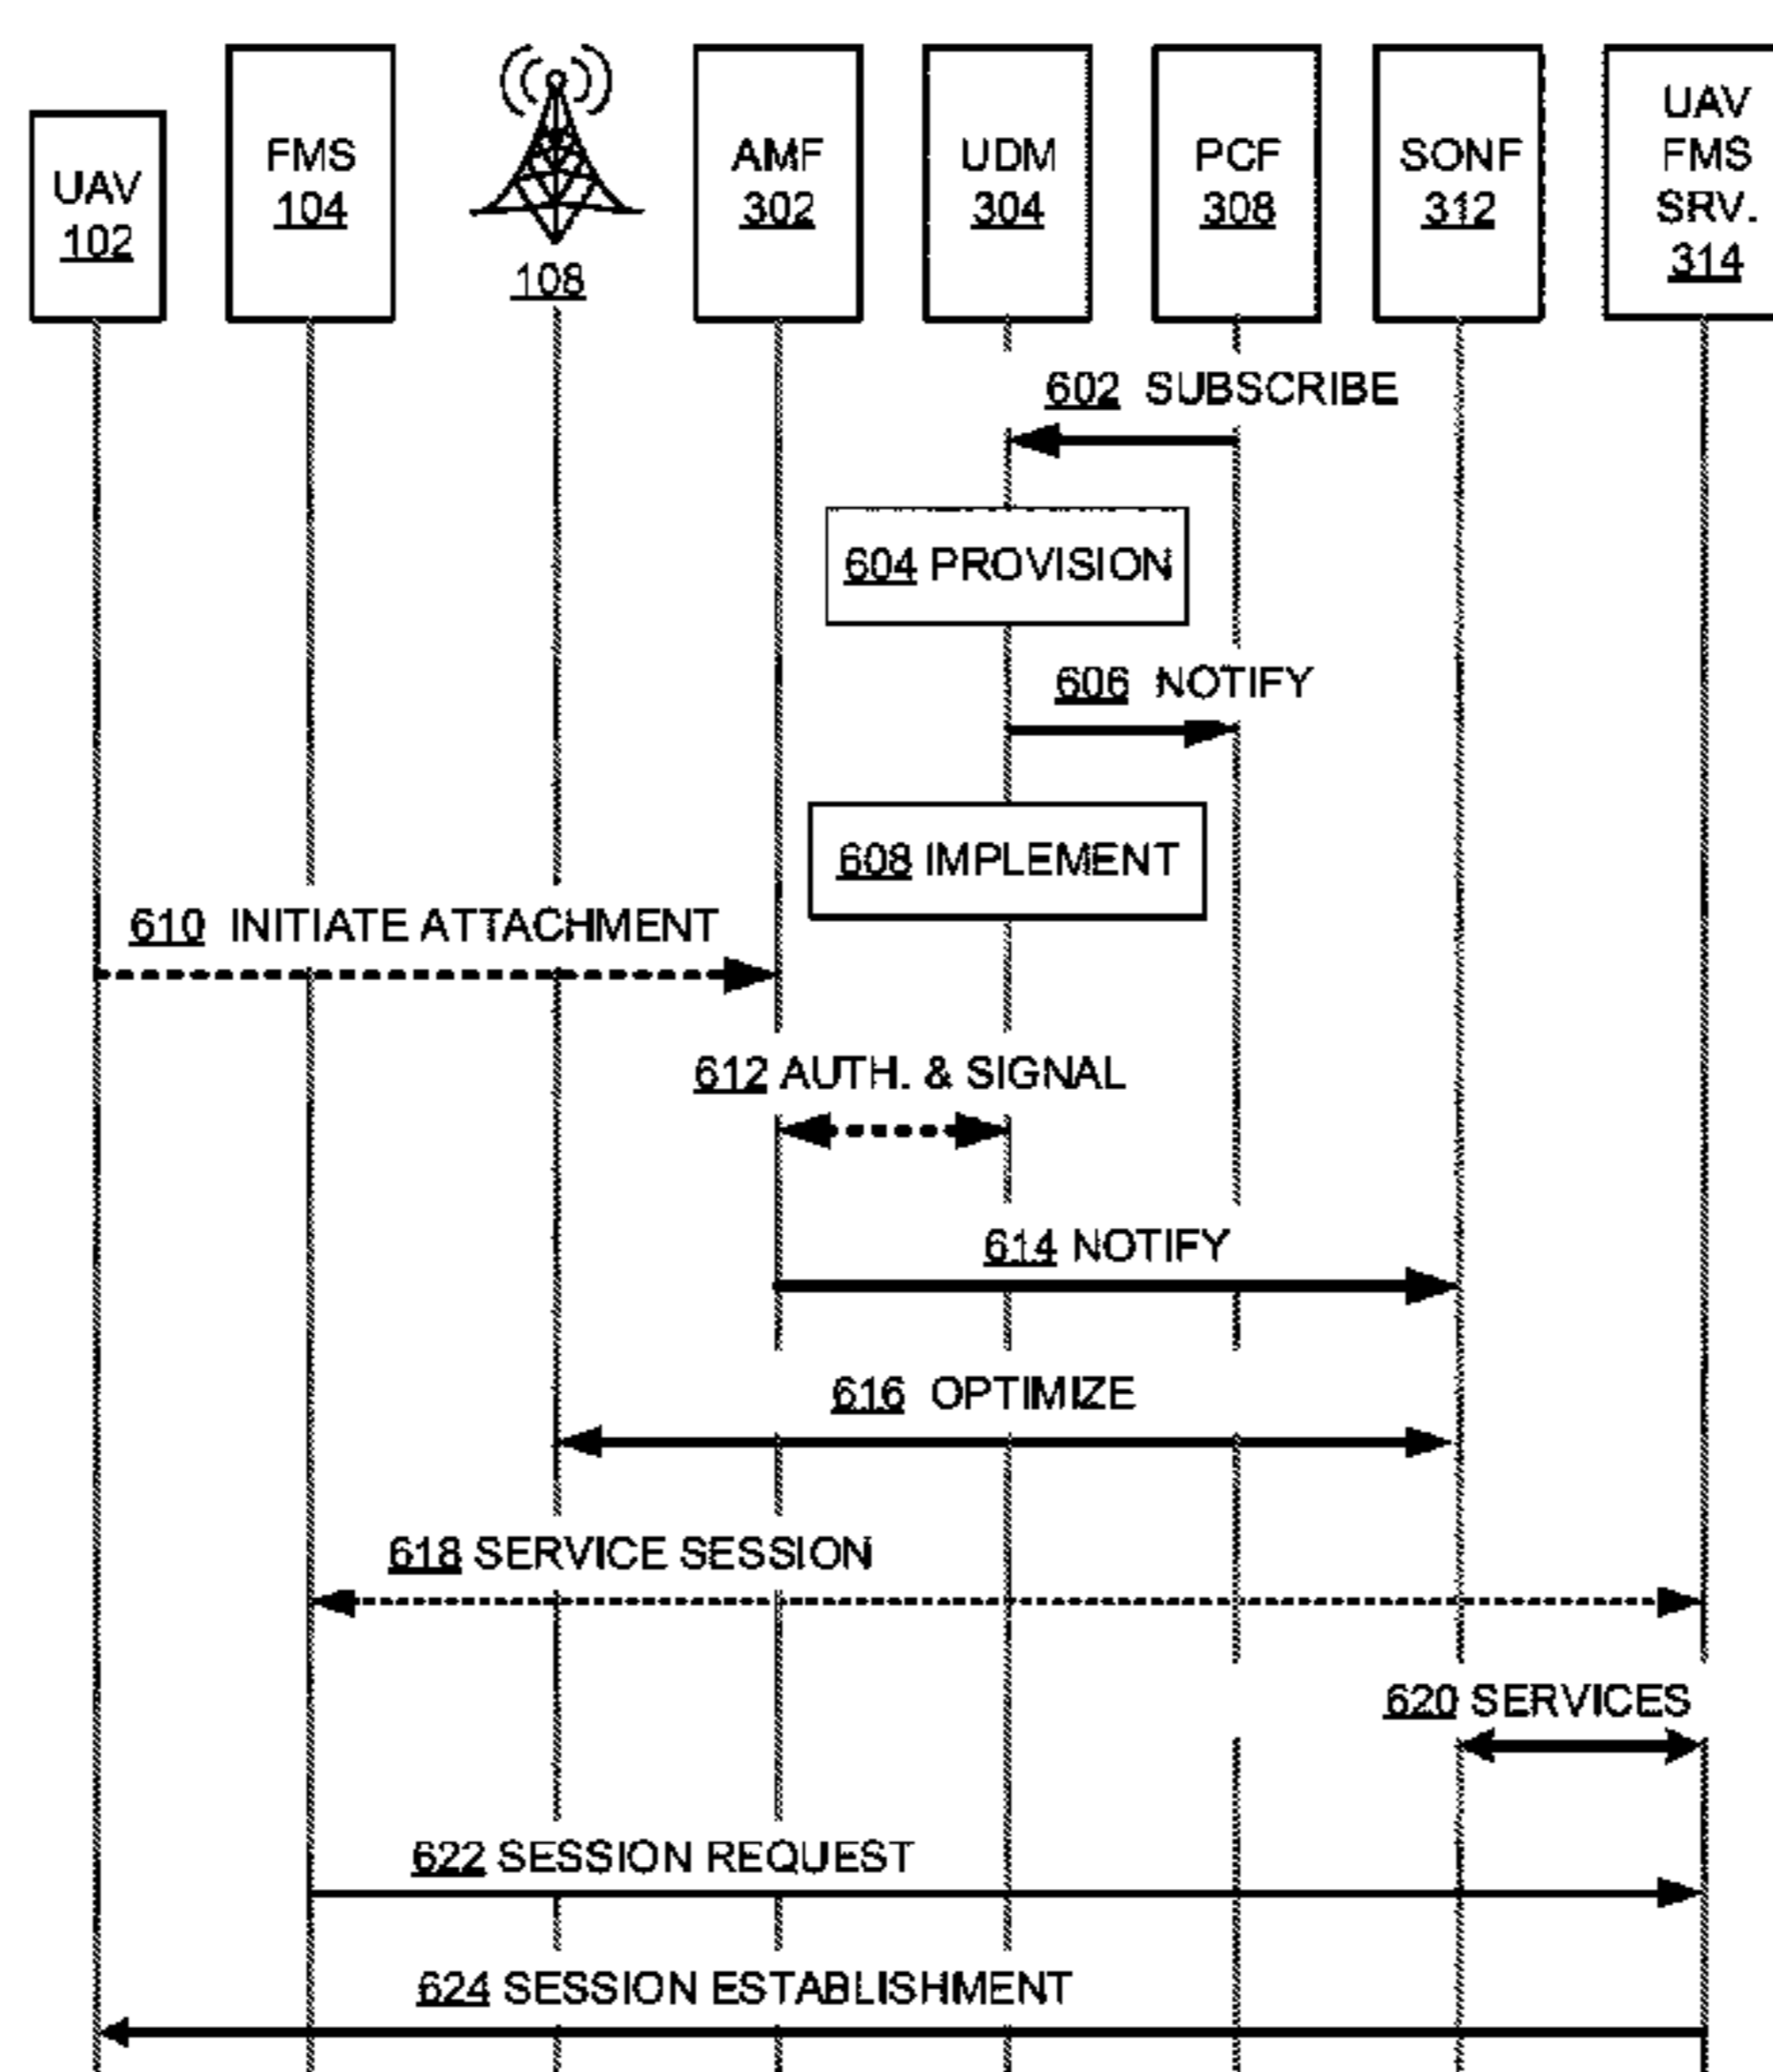 UAV
102
FMS
104
108
AMF
302
UDM
304
PCF
308
SONF
312
UAV
FMS
SRV.
314
602 SUBSCRIBE
604 PROVISION
606 NOTIFY
608 IMPLEMENT
610 INITIATE ATTACHMENT
612 AUTH. & SIGNAL
614 NOTIFY
616 OPTIMIZE
618 SERVICE SESSION
620 SERVICES
622 SESSION REQUEST
624 SESSION ESTABLISHMENT